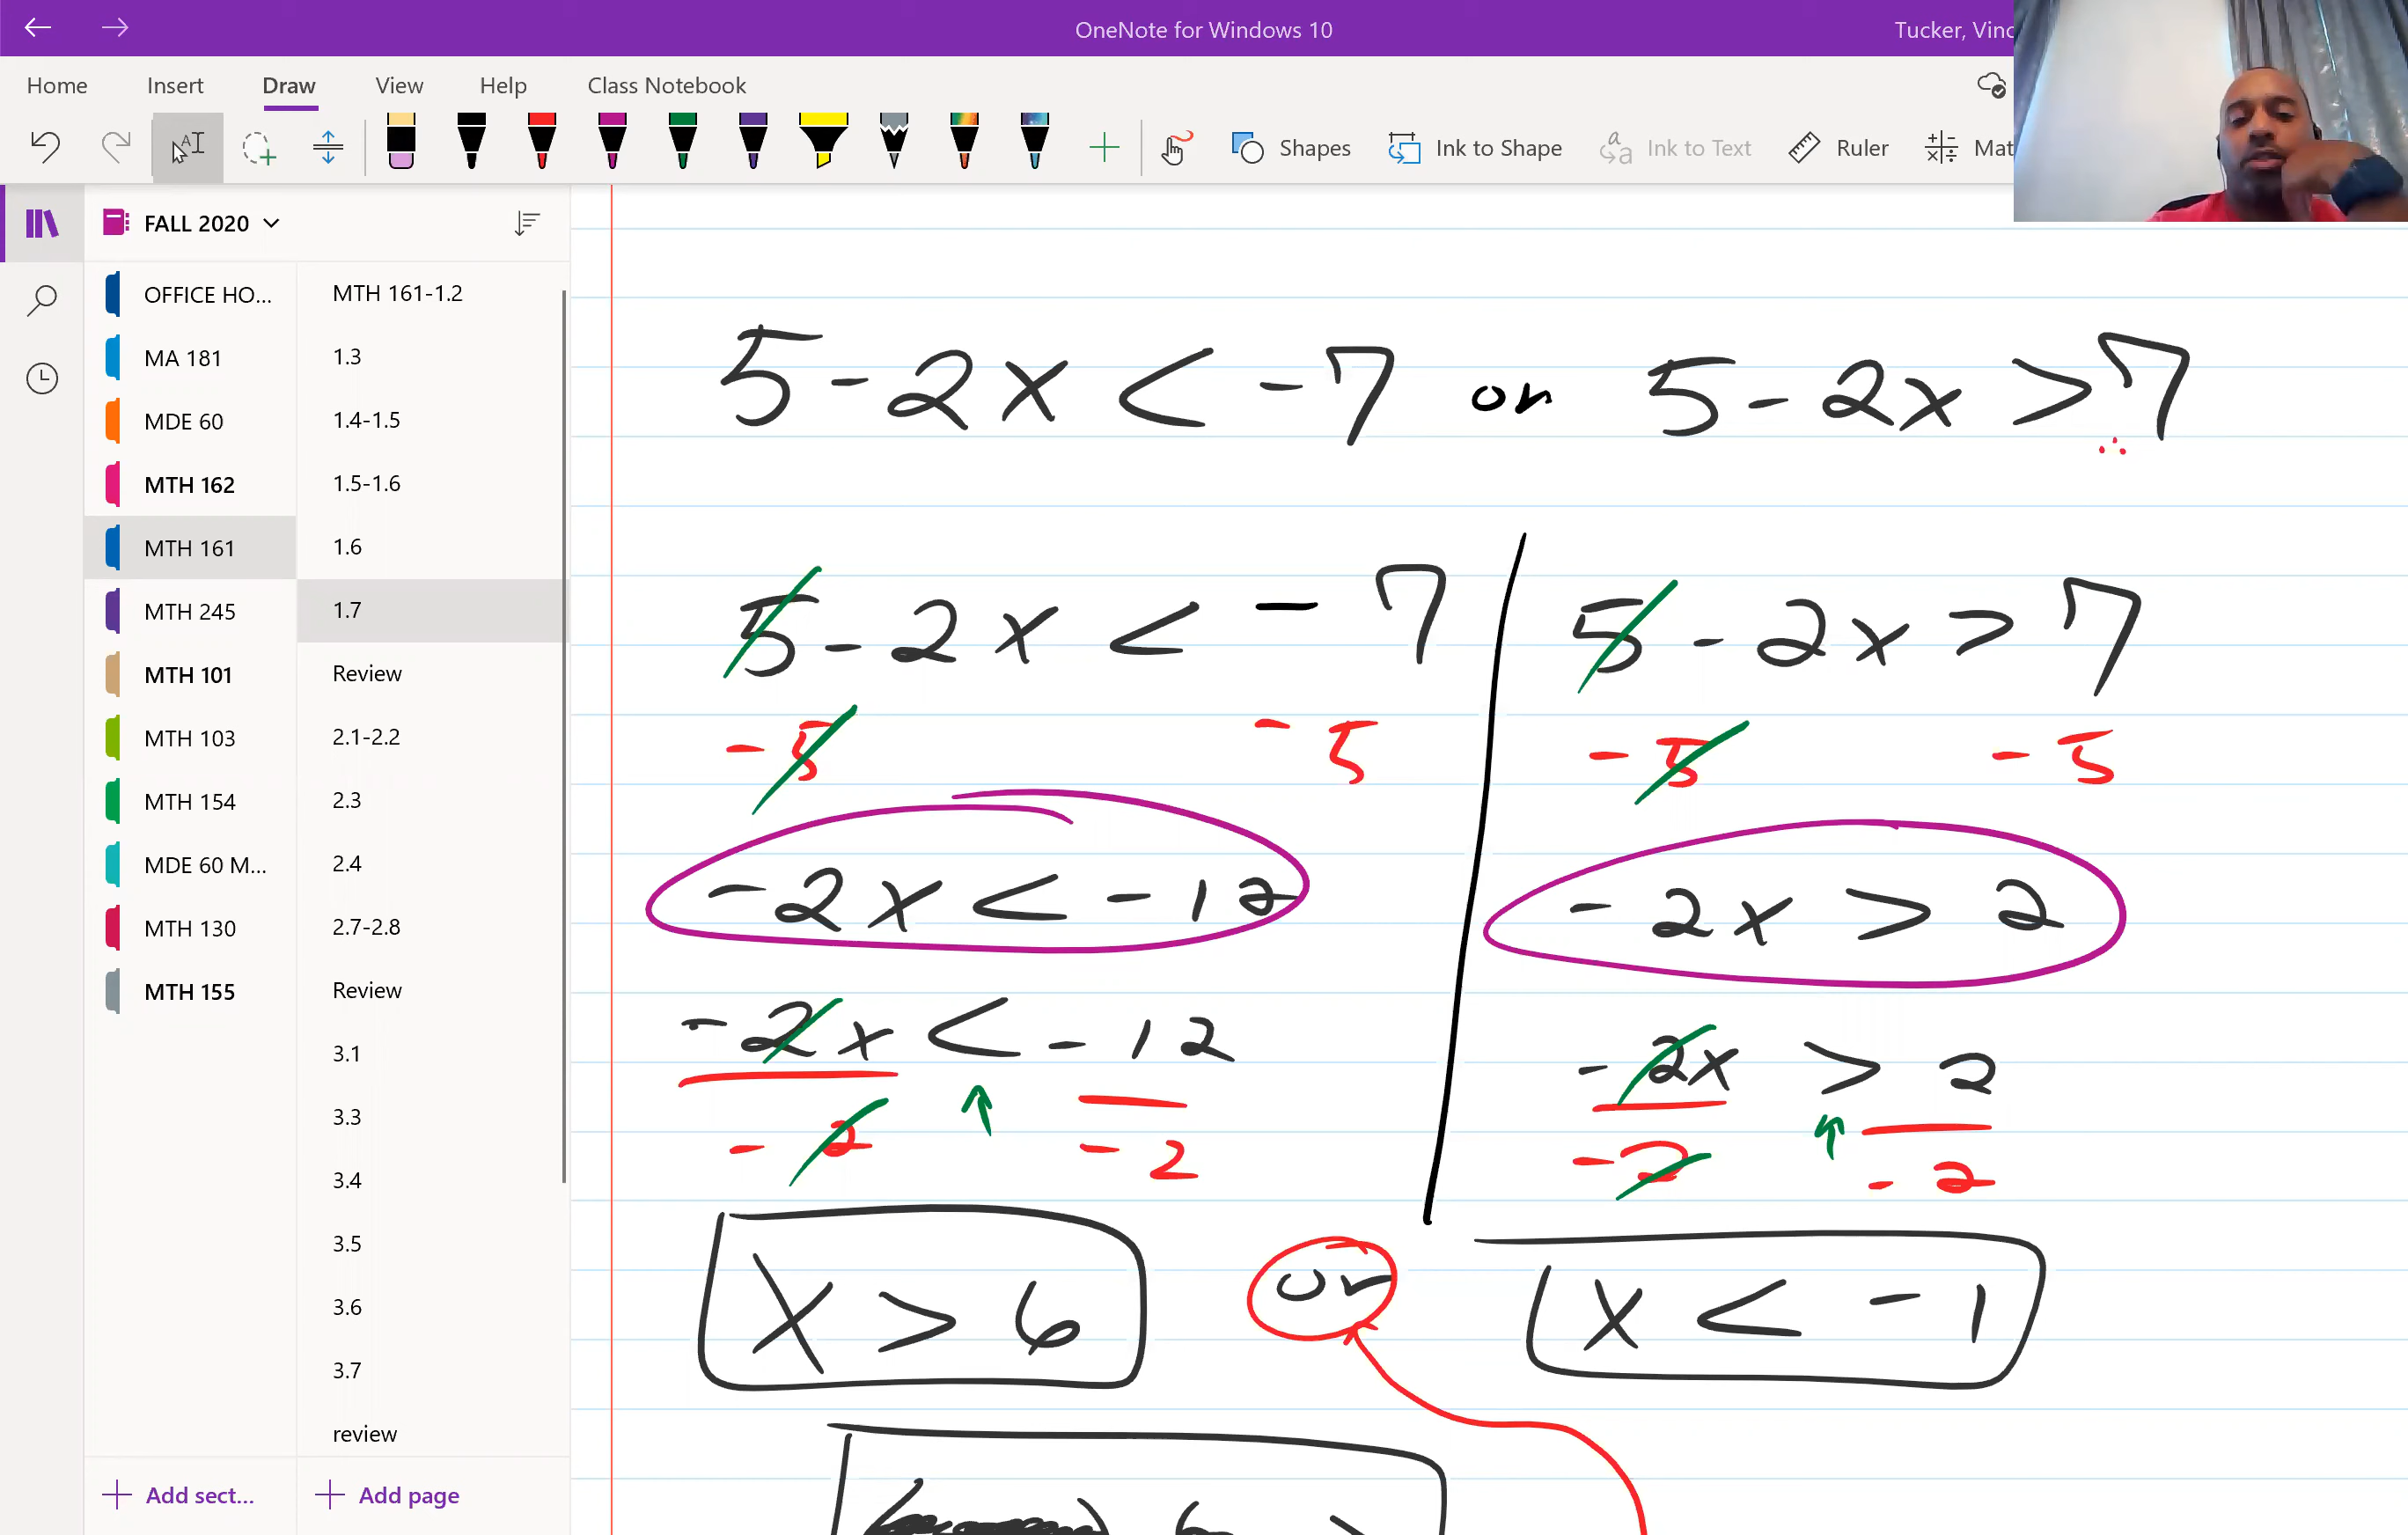 OneNote for Windows 10
Tucker, Vinc
Home Insert Draw View Help Class Notebook
Shapes Ink to Shape Ink to Text Ruler Mat
FALL 2020
OFFICE HO...
MA 181
MDE 60
MTH 162
MTH 161
MTH 245
MTH 101
MTH 103
MTH 154
MDE 60 M...
MTH 130
MTH 155
Add sect...
MTH 161-1.2
1.3
1.4-1.5
1.5-1.6
1.6
1.7
Review
2.1-2.2
2.3
2.4
2.7-2.8
Review
3.1
3.3
3.4
3.5
3.6
3.7
review
Add page
5 - 2x < -7 or 5 - 2x > 7
5 - 2x < -7
-5 -5
-2x < -12
-2x < -12
-2 -2
x > 6
or
5 - 2x > 7
-5 -5
-2x > 2
-2x > 2
-2 -2
x < -1